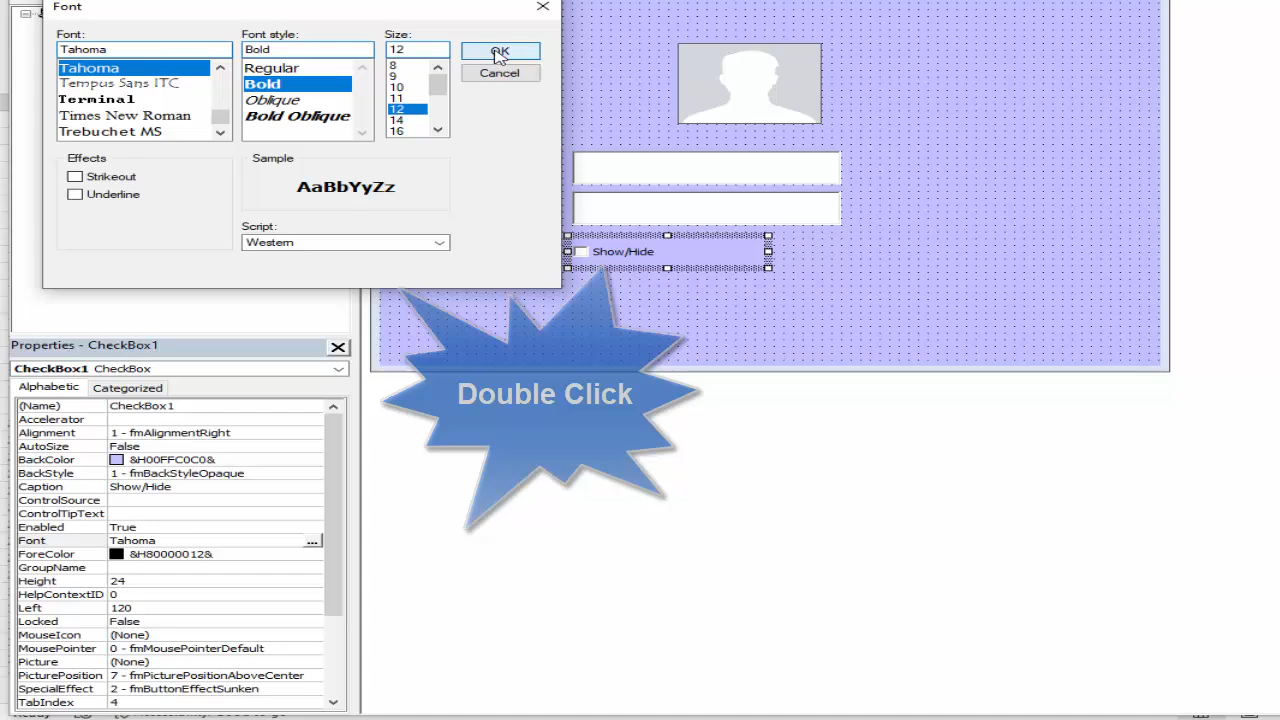 Font
Font:
Font style:
Size:
Tahoma
Bold
12
OK
Cancel
Tahoma
Tempus Sans ITC
Terminal
Times New Roman
Trebuchet MS
Regular
Bold
Oblique
Bold Oblique
8
9
10
11
12
14
16
Effects
Strikeout
Underline
Sample
AaBbYyZz
Script:
Western
Show/Hide
Double Click
Properties - CheckBox1
CheckBox1 CheckBox
Alphabetic Categorized
(Name) CheckBox1
Accelerator
Alignment 1 - fmAlignmentRight
AutoSize False
BackColor &H00FFC0C0&
BackStyle 1 - fmBackStyleOpaque
Caption Show/Hide
ControlSource
ControlTipText
Enabled True
Font Tahoma ...
ForeColor &H80000012&
GroupName
Height 24
HelpContextID 0
Left 120
Locked False
MouseIcon (None)
MousePointer 0 - fmMousePointerDefault
Picture (None)
PicturePosition 7 - fmPicturePositionAboveCenter
SpecialEffect 2 - fmButtonEffectSunken
TabIndex 4